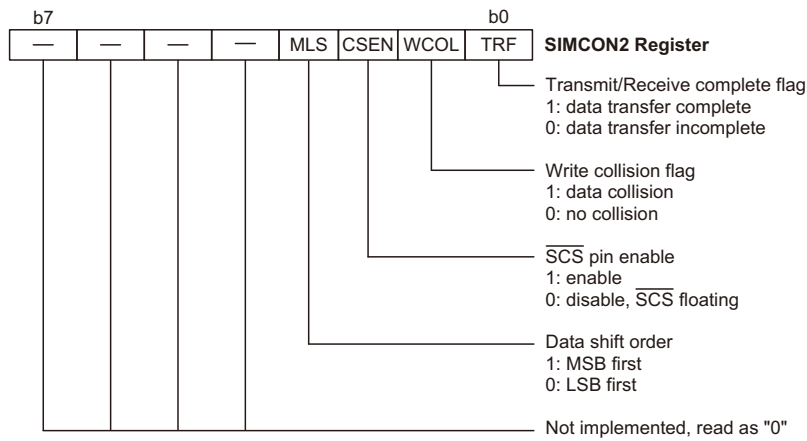 b7 b0
— — — — MLS CSEN WCOL TRF SIMCON2 Register
Transmit/Receive complete flag
1: data transfer complete
0: data transfer incomplete
Write collision flag
1: data collision
0: no collision
S̅C̅S̅ pin enable
1: enable
0: disable, S̅C̅S̅ floating
Data shift order
1: MSB first
0: LSB first
Not implemented, read as "0"